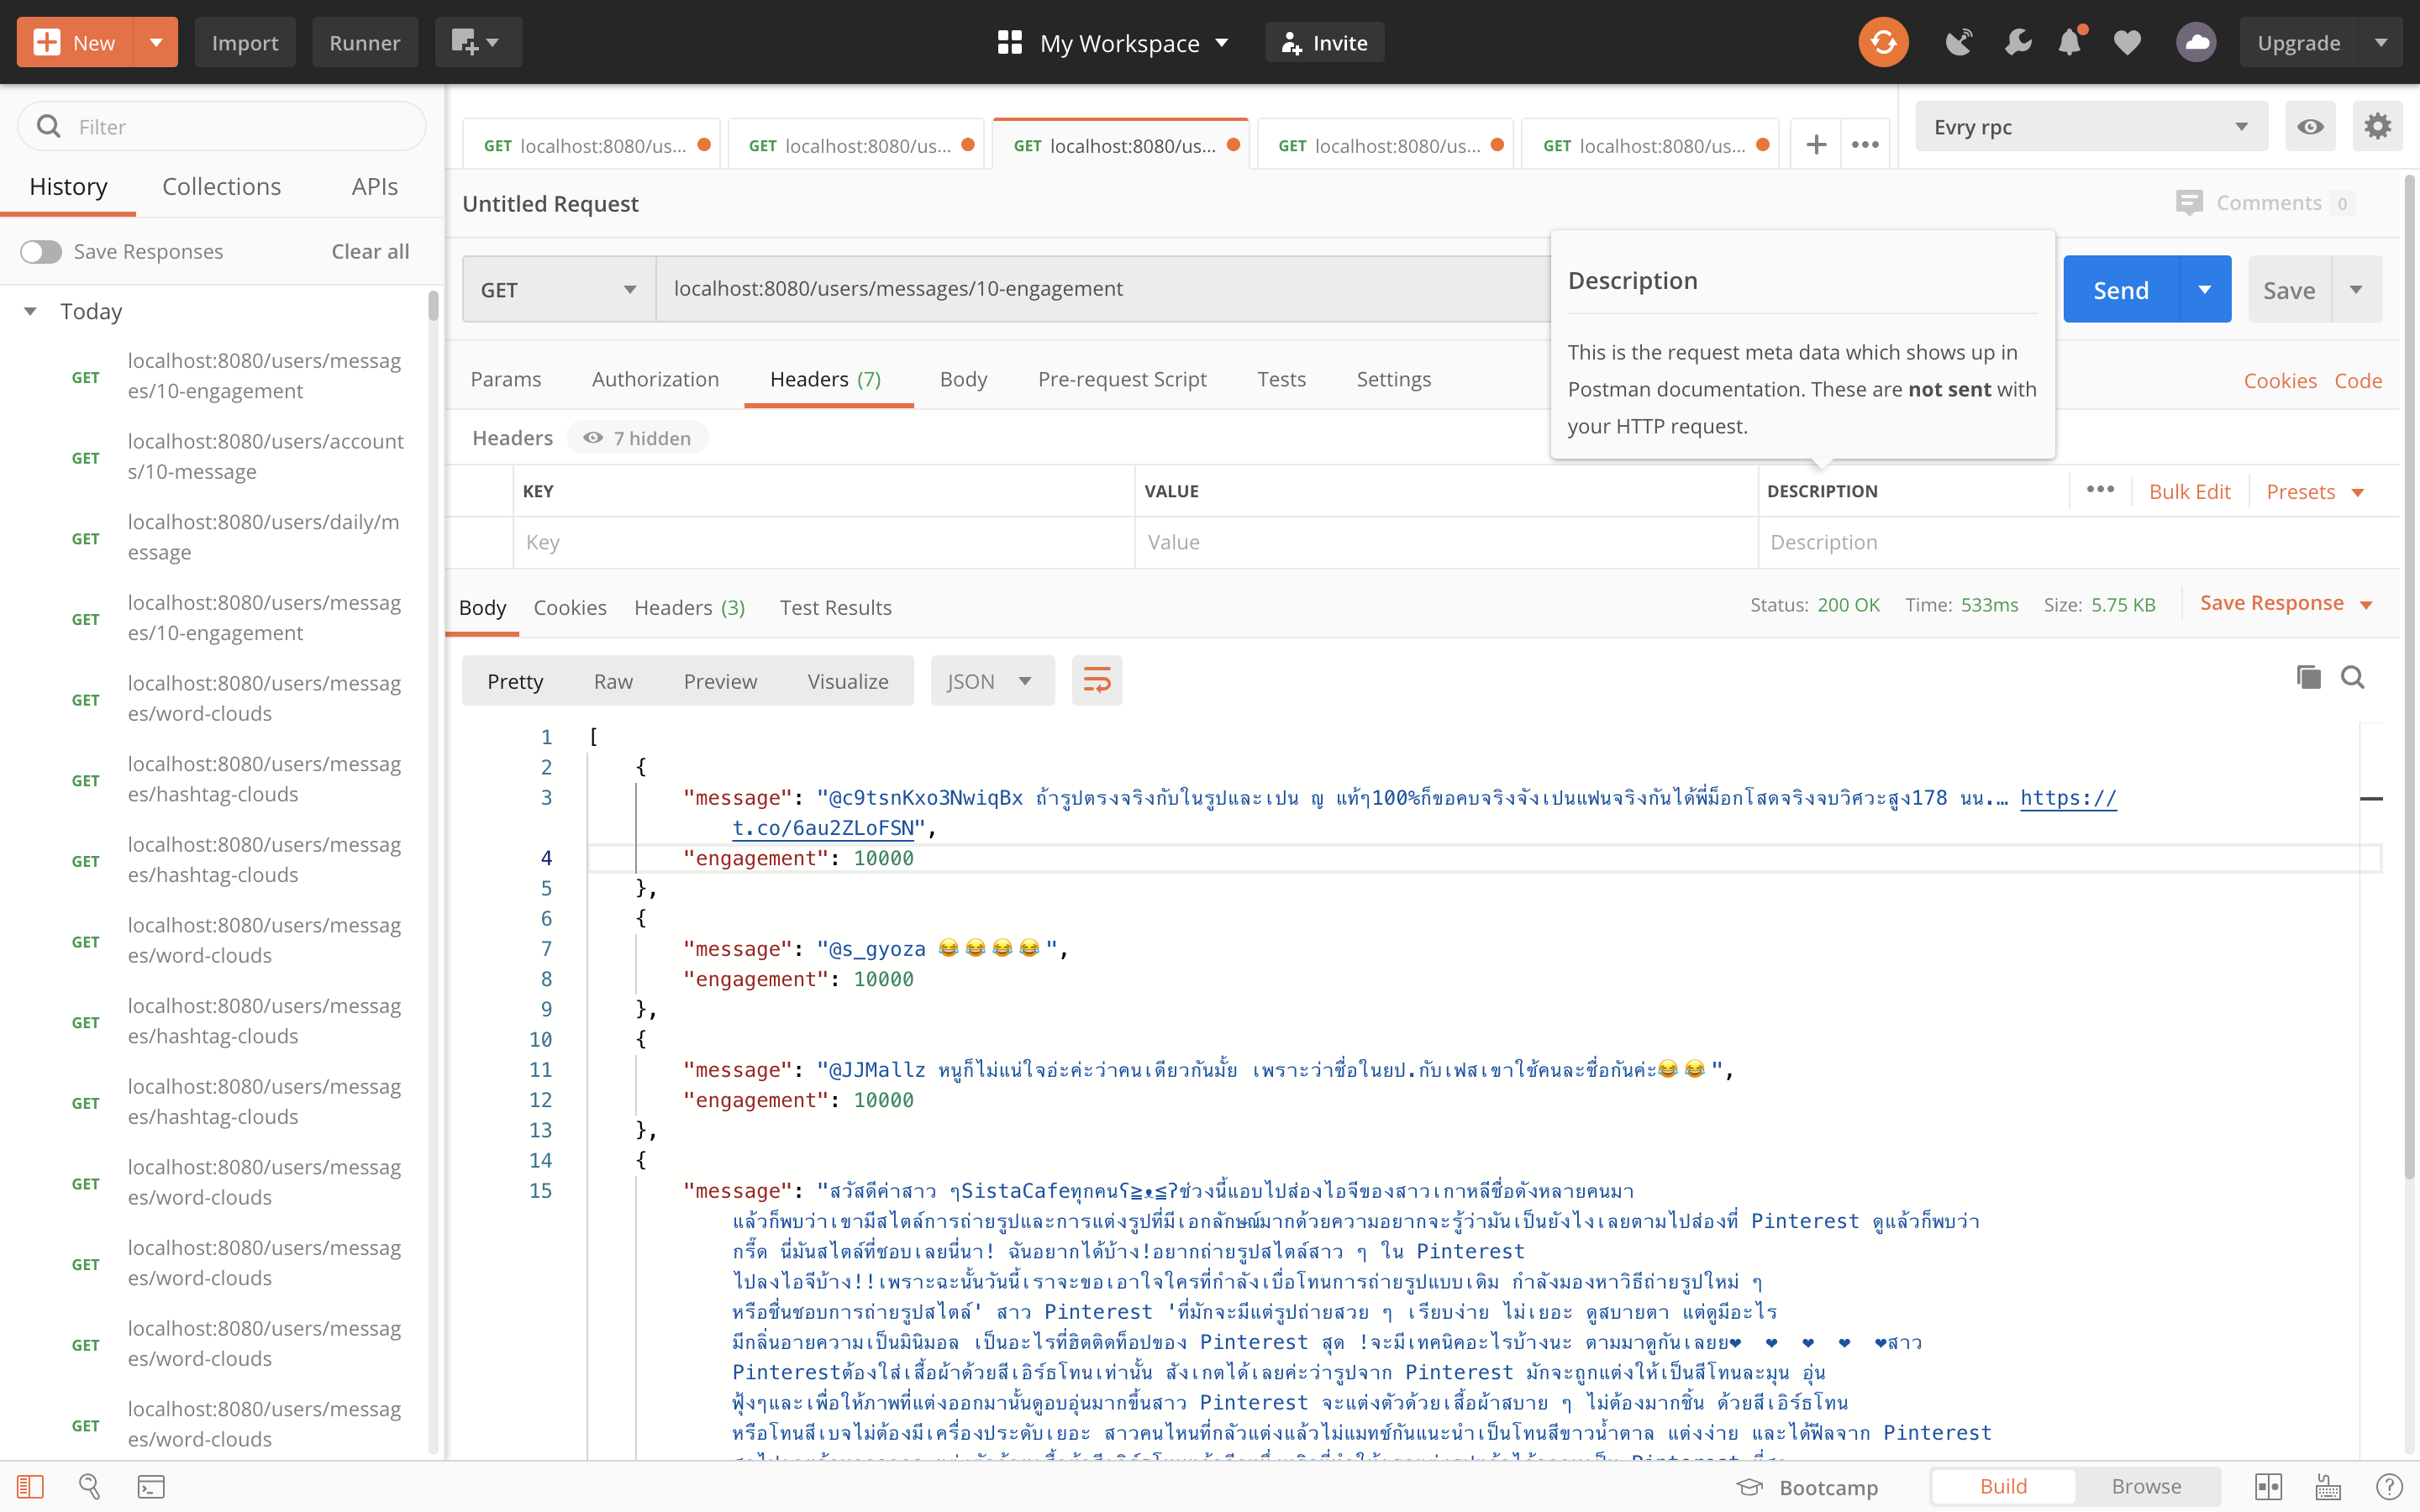 New
Import
Runner
My Workspace
Invite
Upgrade
Filter
History
Collections
APIs
Save Responses
Clear all
Today
GET
localhost:8080/users/messag
es/10-engagement
GET
localhost:8080/users/account
s/10-message
GET
localhost:8080/users/daily/m
essage
GET
localhost:8080/users/messag
es/10-engagement
GET
localhost:8080/users/messag
es/word-clouds
GET
localhost:8080/users/messag
es/hashtag-clouds
GET
localhost:8080/users/messag
es/hashtag-clouds
GET
localhost:8080/users/messag
es/word-clouds
GET
localhost:8080/users/messag
es/hashtag-clouds
GET
localhost:8080/users/messag
es/hashtag-clouds
GET
localhost:8080/users/messag
es/word-clouds
GET
localhost:8080/users/messag
es/word-clouds
GET
localhost:8080/users/messag
es/word-clouds
GET
localhost:8080/users/messag
es/word-clouds
GET localhost:8080/us...
GET localhost:8080/us...
GET localhost:8080/us...
GET localhost:8080/us...
GET localhost:8080/us...
Evry rpc
Untitled Request
Comments 0
GET
localhost:8080/users/messages/10-engagement
Send
Save
Description
This is the request meta data which shows up in
Postman documentation. These are not sent with
your HTTP request.
Params
Authorization
Headers (7)
Body
Pre-request Script
Tests
Settings
Cookies
Code
Headers
7 hidden
KEY
VALUE
DESCRIPTION
Bulk Edit
Presets
Key
Value
Description
Body
Cookies
Headers (3)
Test Results
Status: 200 OK
Time: 533ms
Size: 5.75 KB
Save Response
Pretty
Raw
Preview
Visualize
JSON
1 [
2 {
3 "message": "@c9tsnKxo3NwiqBx ถ้ารูปตรงจริงกับในรูปและเปน ญ แท้ๆ100%ก็ขอคบจริงจังเปนแฟนจริงกันได้พี่ม็อกโสดจริงจบวิศวะสูง178 นน.… https://
t.co/6au2ZLoFSN",
4 "engagement": 10000
5 },
6 {
7 "message": "@s_gyoza 😂😂😂😂",
8 "engagement": 10000
9 },
10 {
11 "message": "@JJMallz หนูก็ไม่แน่ใจอ่ะค่ะว่าคนเดียวกันมั้ย เพราะว่าชื่อในยป.กับเฟสเขาใช้คนละชื่อกันค่ะ😂😂",
12 "engagement": 10000
13 },
14 {
15 "message": "สวัสดีค่าสาว ๆSistaCafeทุกคนʕ≧ᴥ≦ʔช่วงนี้แอบไปส่องไอจีของสาวเกาหลีชื่อดังหลายคนมา
แล้วก็พบว่าเขามีสไตล์การถ่ายรูปและการแต่งรูปที่มีเอกลักษณ์มากด้วยความอยากจะรู้ว่ามันเป็นยังไงเลยตามไปส่องที่ Pinterest ดูแล้วก็พบว่า
กรี๊ด นี่มันสไตล์ที่ชอบเลยนี่นา! ฉันอยากได้บ้าง!อยากถ่ายรูปสไตล์สาว ๆ ใน Pinterest
ไปลงไอจีบ้าง!!เพราะฉะนั้นวันนี้เราจะขอเอาใจใครที่กำลังเบื่อโทนการถ่ายรูปแบบเดิม กำลังมองหาวิธีถ่ายรูปใหม่ ๆ
หรือชื่นชอบการถ่ายรูปสไตล์' สาว Pinterest 'ที่มักจะมีแต่รูปถ่ายสวย ๆ เรียบง่าย ไม่เยอะ ดูสบายตา แต่ดูมีอะไร
มีกลิ่นอายความเป็นมินิมอล เป็นอะไรที่ฮิตติดท็อปของ Pinterest สุด !จะมีเทคนิคอะไรบ้างนะ ตามมาดูกันเลยย❤ ❤ ❤ ❤ ❤สาว
Pinterestต้องใส่เสื้อผ้าด้วยสีเอิร์ธโทนเท่านั้น สังเกตได้เลยค่ะว่ารูปจาก Pinterest มักจะถูกแต่งให้เป็นสีโทนละมุน อุ่น
ฟุ้งๆและเพื่อให้ภาพที่แต่งออกมานั้นดูอบอุ่นมากขึ้นสาว Pinterest จะแต่งตัวด้วยเสื้อผ้าสบาย ๆ ไม่ต้องมากชิ้น ด้วยสีเอิร์ธโทน
หรือโทนสีเบจไม่ต้องมีเครื่องประดับเยอะ สาวคนไหนที่กลัวแต่งแล้วไม่แมทช์กันแนะนำเป็นโทนสีขาวน้ำตาล แต่งง่าย และได้ฟีลจาก Pinterest
Bootcamp
Build
Browse